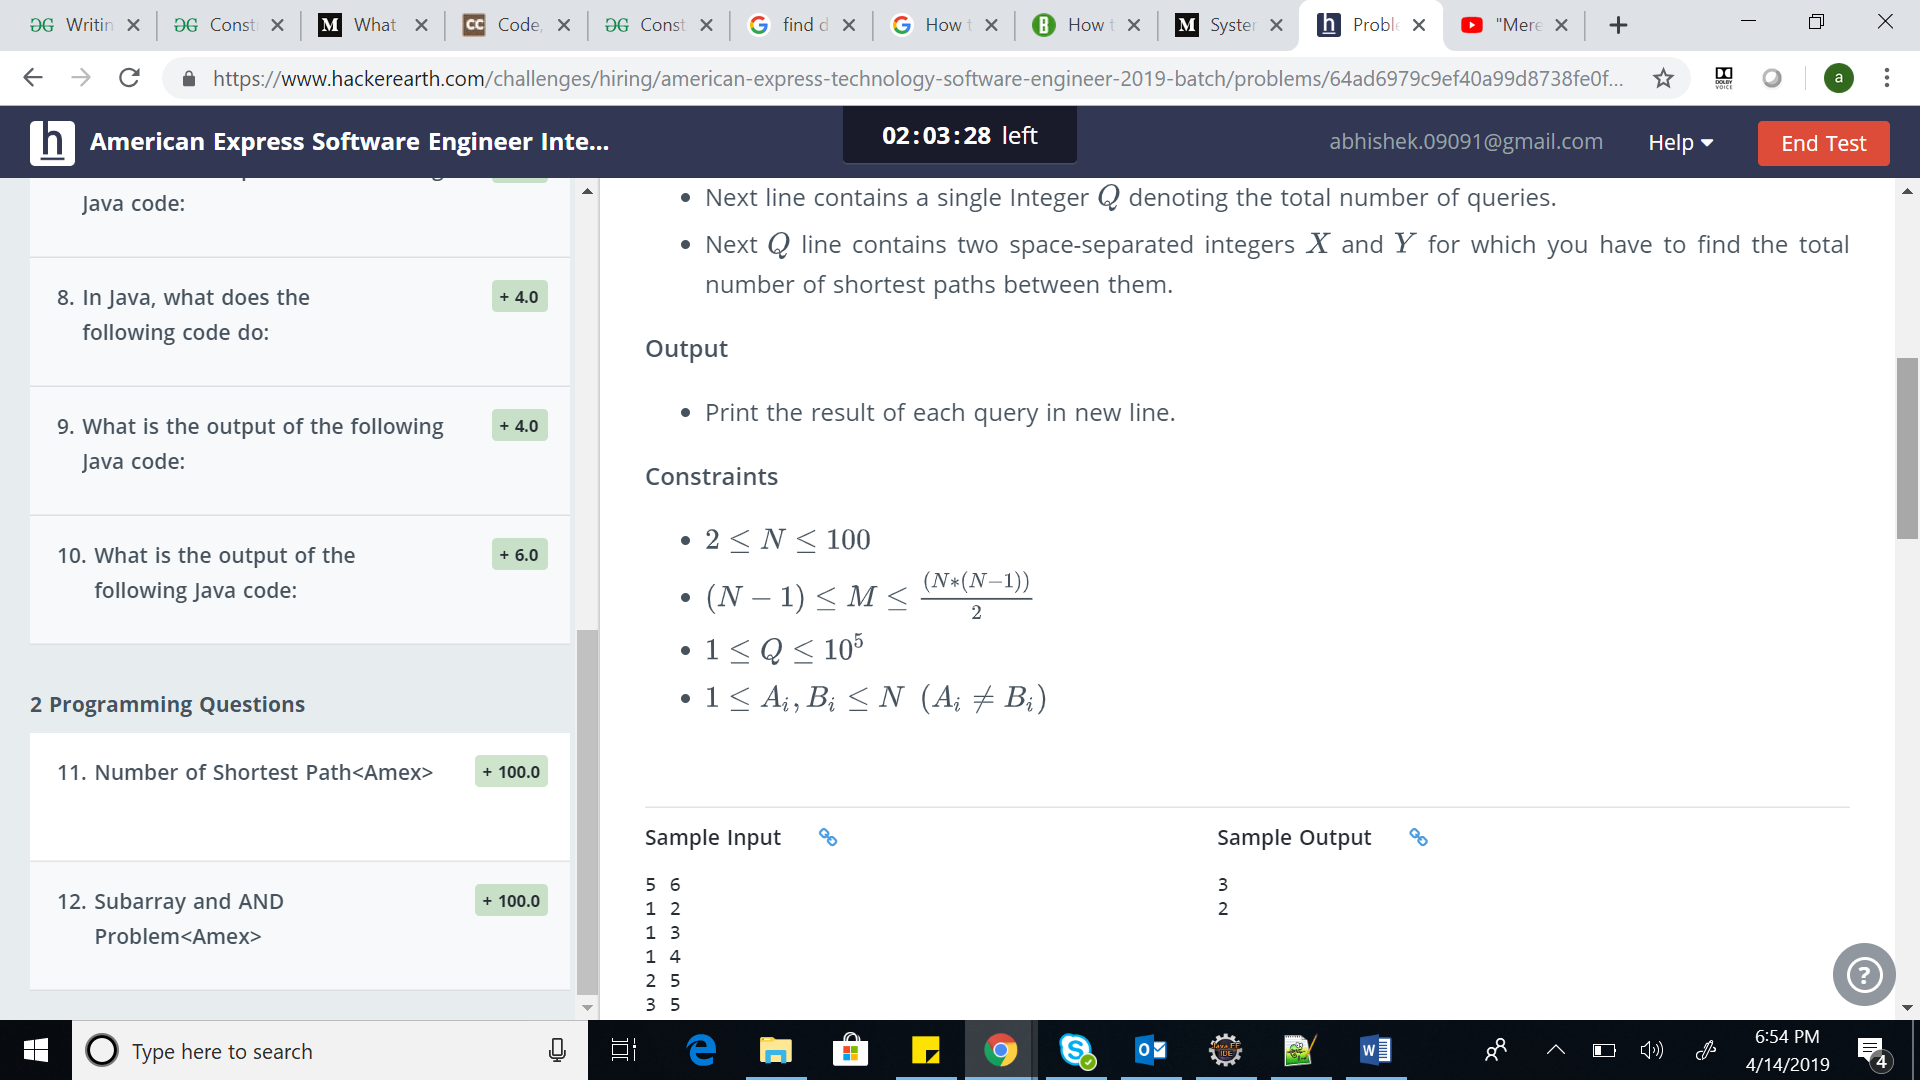 Writin
Const
What
Code,
Const
find d
How t
How t
System
Proble
"Mere
https://www.hackerearth.com/challenges/hiring/american-express-technology-software-engineer-2019-batch/problems/64ad6979c9ef40a99d8738fe0f...
DOLBY VOICE
a
h American Express Software Engineer Inte...
02:03:28 left
abhishek.09091@gmail.com
Help
End Test
Java code:
8. In Java, what does the
following code do:
+ 4.0
9. What is the output of the following
Java code:
+ 4.0
10. What is the output of the
following Java code:
+ 6.0
2 Programming Questions
11. Number of Shortest Path<Amex>
+ 100.0
12. Subarray and AND
Problem<Amex>
+ 100.0
• Next line contains a single Integer Q denoting the total number of queries.
• Next Q line contains two space-separated integers X and Y for which you have to find the total
number of shortest paths between them.
Output
• Print the result of each query in new line.
Constraints
• 2 ≤ N ≤ 100
• (N − 1) ≤ M ≤ (N*(N−1))/2
• 1 ≤ Q ≤ 10⁵
• 1 ≤ Aᵢ, Bᵢ ≤ N (Aᵢ ≠ Bᵢ)
Sample Input
5 6
1 2
1 3
1 4
2 5
3 5
Sample Output
3
2
?
Type here to search
6:54 PM
4/14/2019
4